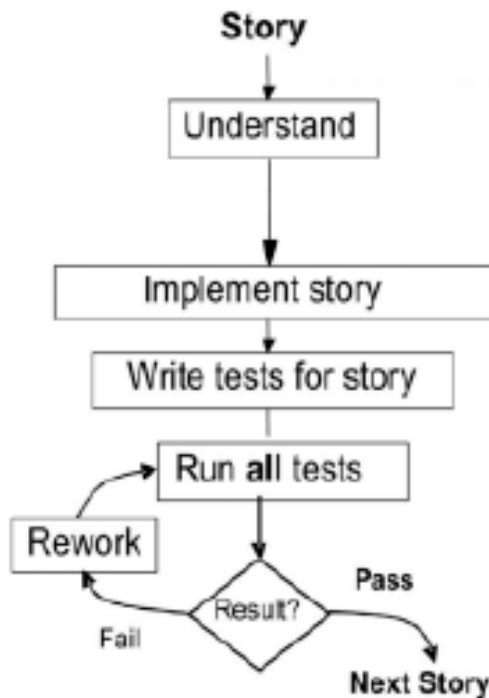 Story
Understand
Implement story
Write tests for story
Run all tests
Rework
Result?
Pass
Fail
Next Story